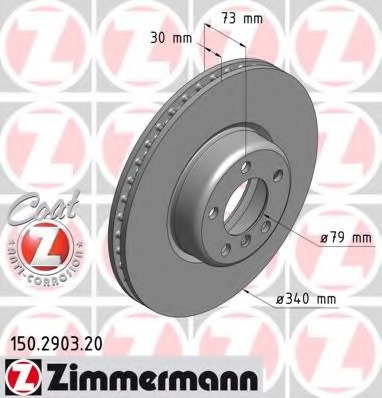 73 mm
30 mm
Coat
Z
ANTI-CORROSION
ø79 mm
ø340 mm
150.2903.20
Z Zimmermann